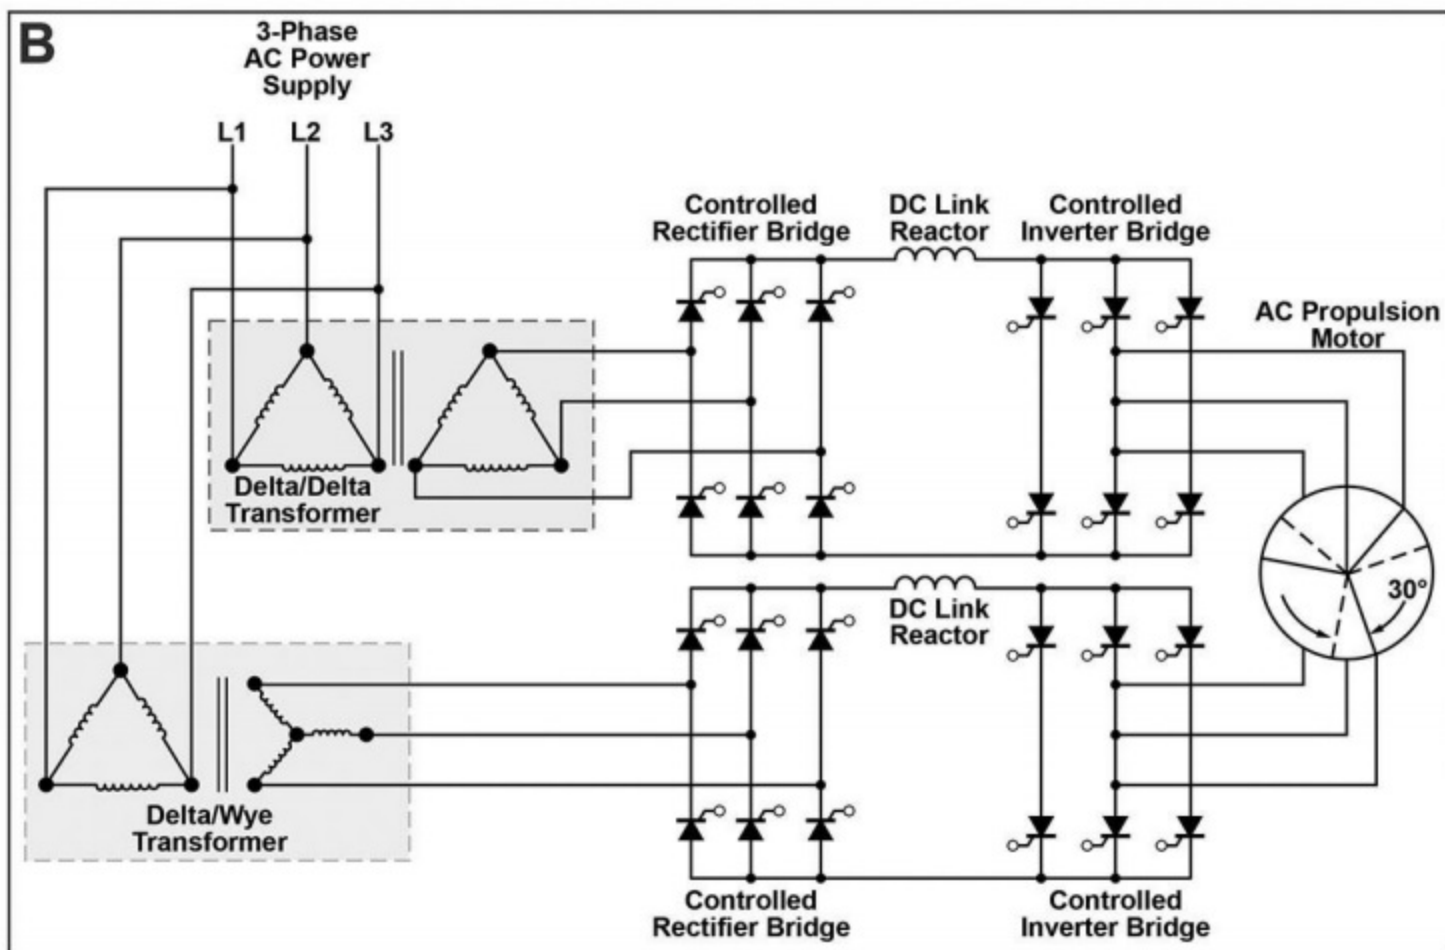 B
3-Phase
AC Power
Supply
L1 L2 L3
Controlled
Rectifier Bridge
DC Link
Reactor
Controlled
Inverter Bridge
AC Propulsion
Motor
Delta/Delta
Transformer
30°
DC Link
Reactor
Delta/Wye
Transformer
Controlled
Rectifier Bridge
Controlled
Inverter Bridge